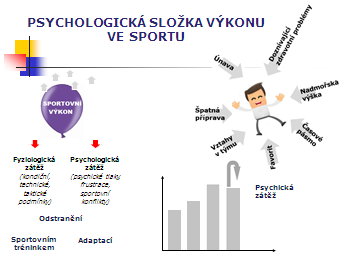 PSYCHOLOGICKÁ SLOŽKA VÝKONU
VE SPORTU
SPORTOVNÍ
VÝKON
Fyziologická
zátěž
(kondiční,
technické,
taktické
podmínky)
Psychologická
zátěž
(psychické tlaky
frustrace,
sportovní
konflikty)
Odstranění
Sportovním
tréninkem
Adaptací
Únava
Doznívající
zdravotní problémy
Nadmořská
výška
Časové
pásmo
Favorit
Vztahy
v týmu
Špatná
příprava
Psychická
zátěž